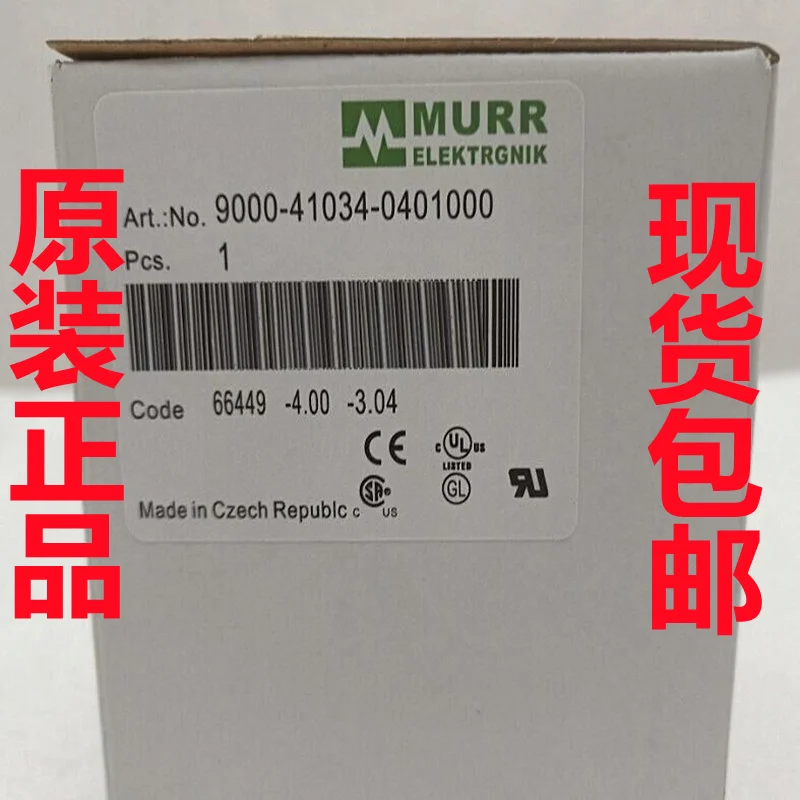 MURR
ELEKTRGNIK
Art.:No. 9000-41034-0401000
Pcs. 1
Code 66449 -4.00 -3.04
CE
c UL us
LISTED
SA
GL
Made in Czech Republc c us
原装正品
现货包邮